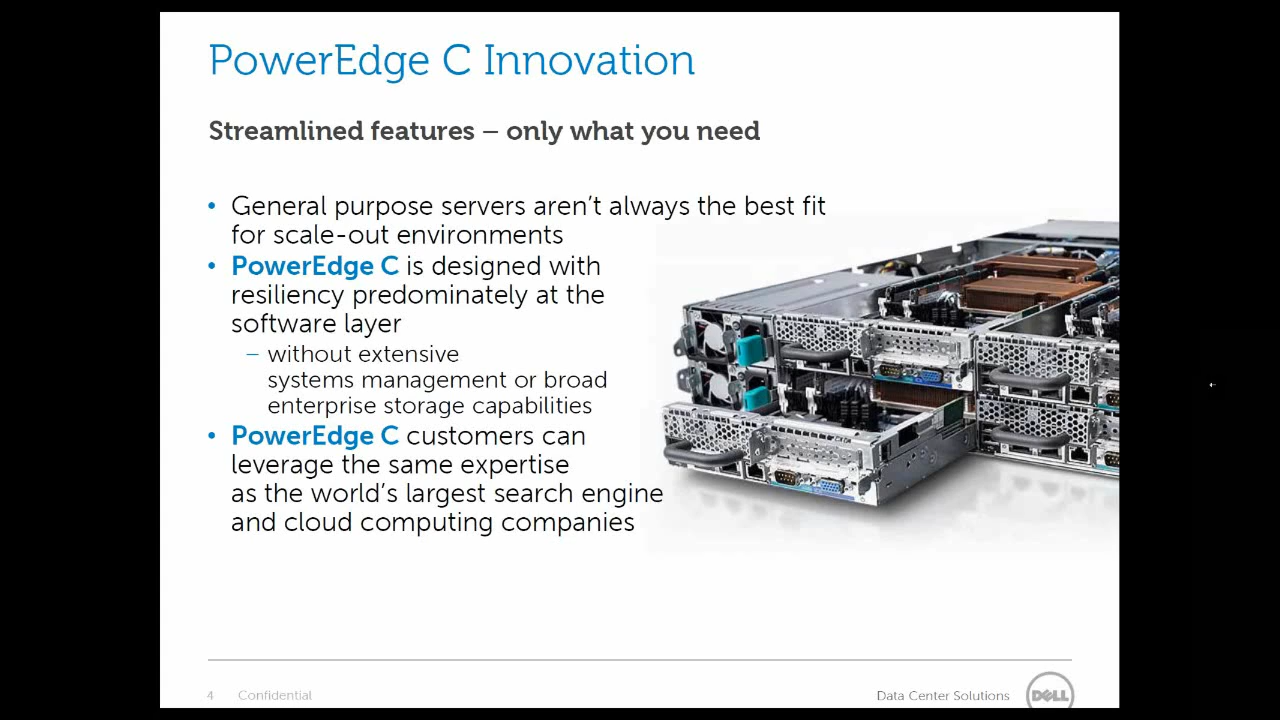 PowerEdge C Innovation
Streamlined features – only what you need
• General purpose servers aren’t always the best fit
for scale-out environments
• PowerEdge C is designed with
resiliency predominately at the
software layer
– without extensive
systems management or broad
enterprise storage capabilities
• PowerEdge C customers can
leverage the same expertise
as the world’s largest search engine
and cloud computing companies
4 Confidential
Data Center Solutions
DELL